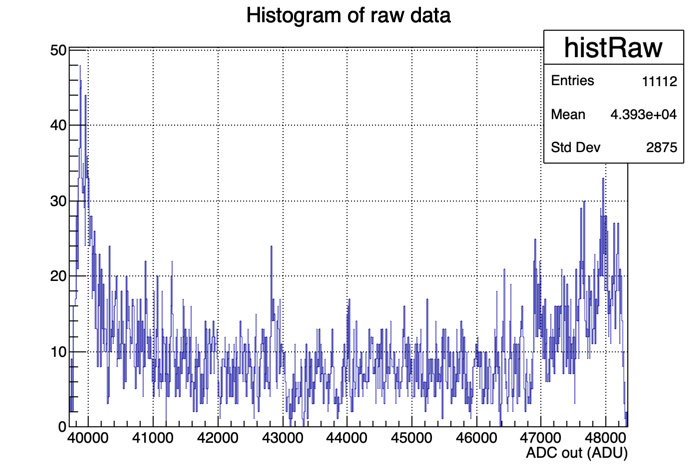 Histogram of raw data
histRaw
Entries 11112
Mean 4.393e+04
Std Dev 2875
50
40
30
20
10
0
40000 41000 42000 43000 44000 45000 46000 47000 48000
ADC out (ADU)